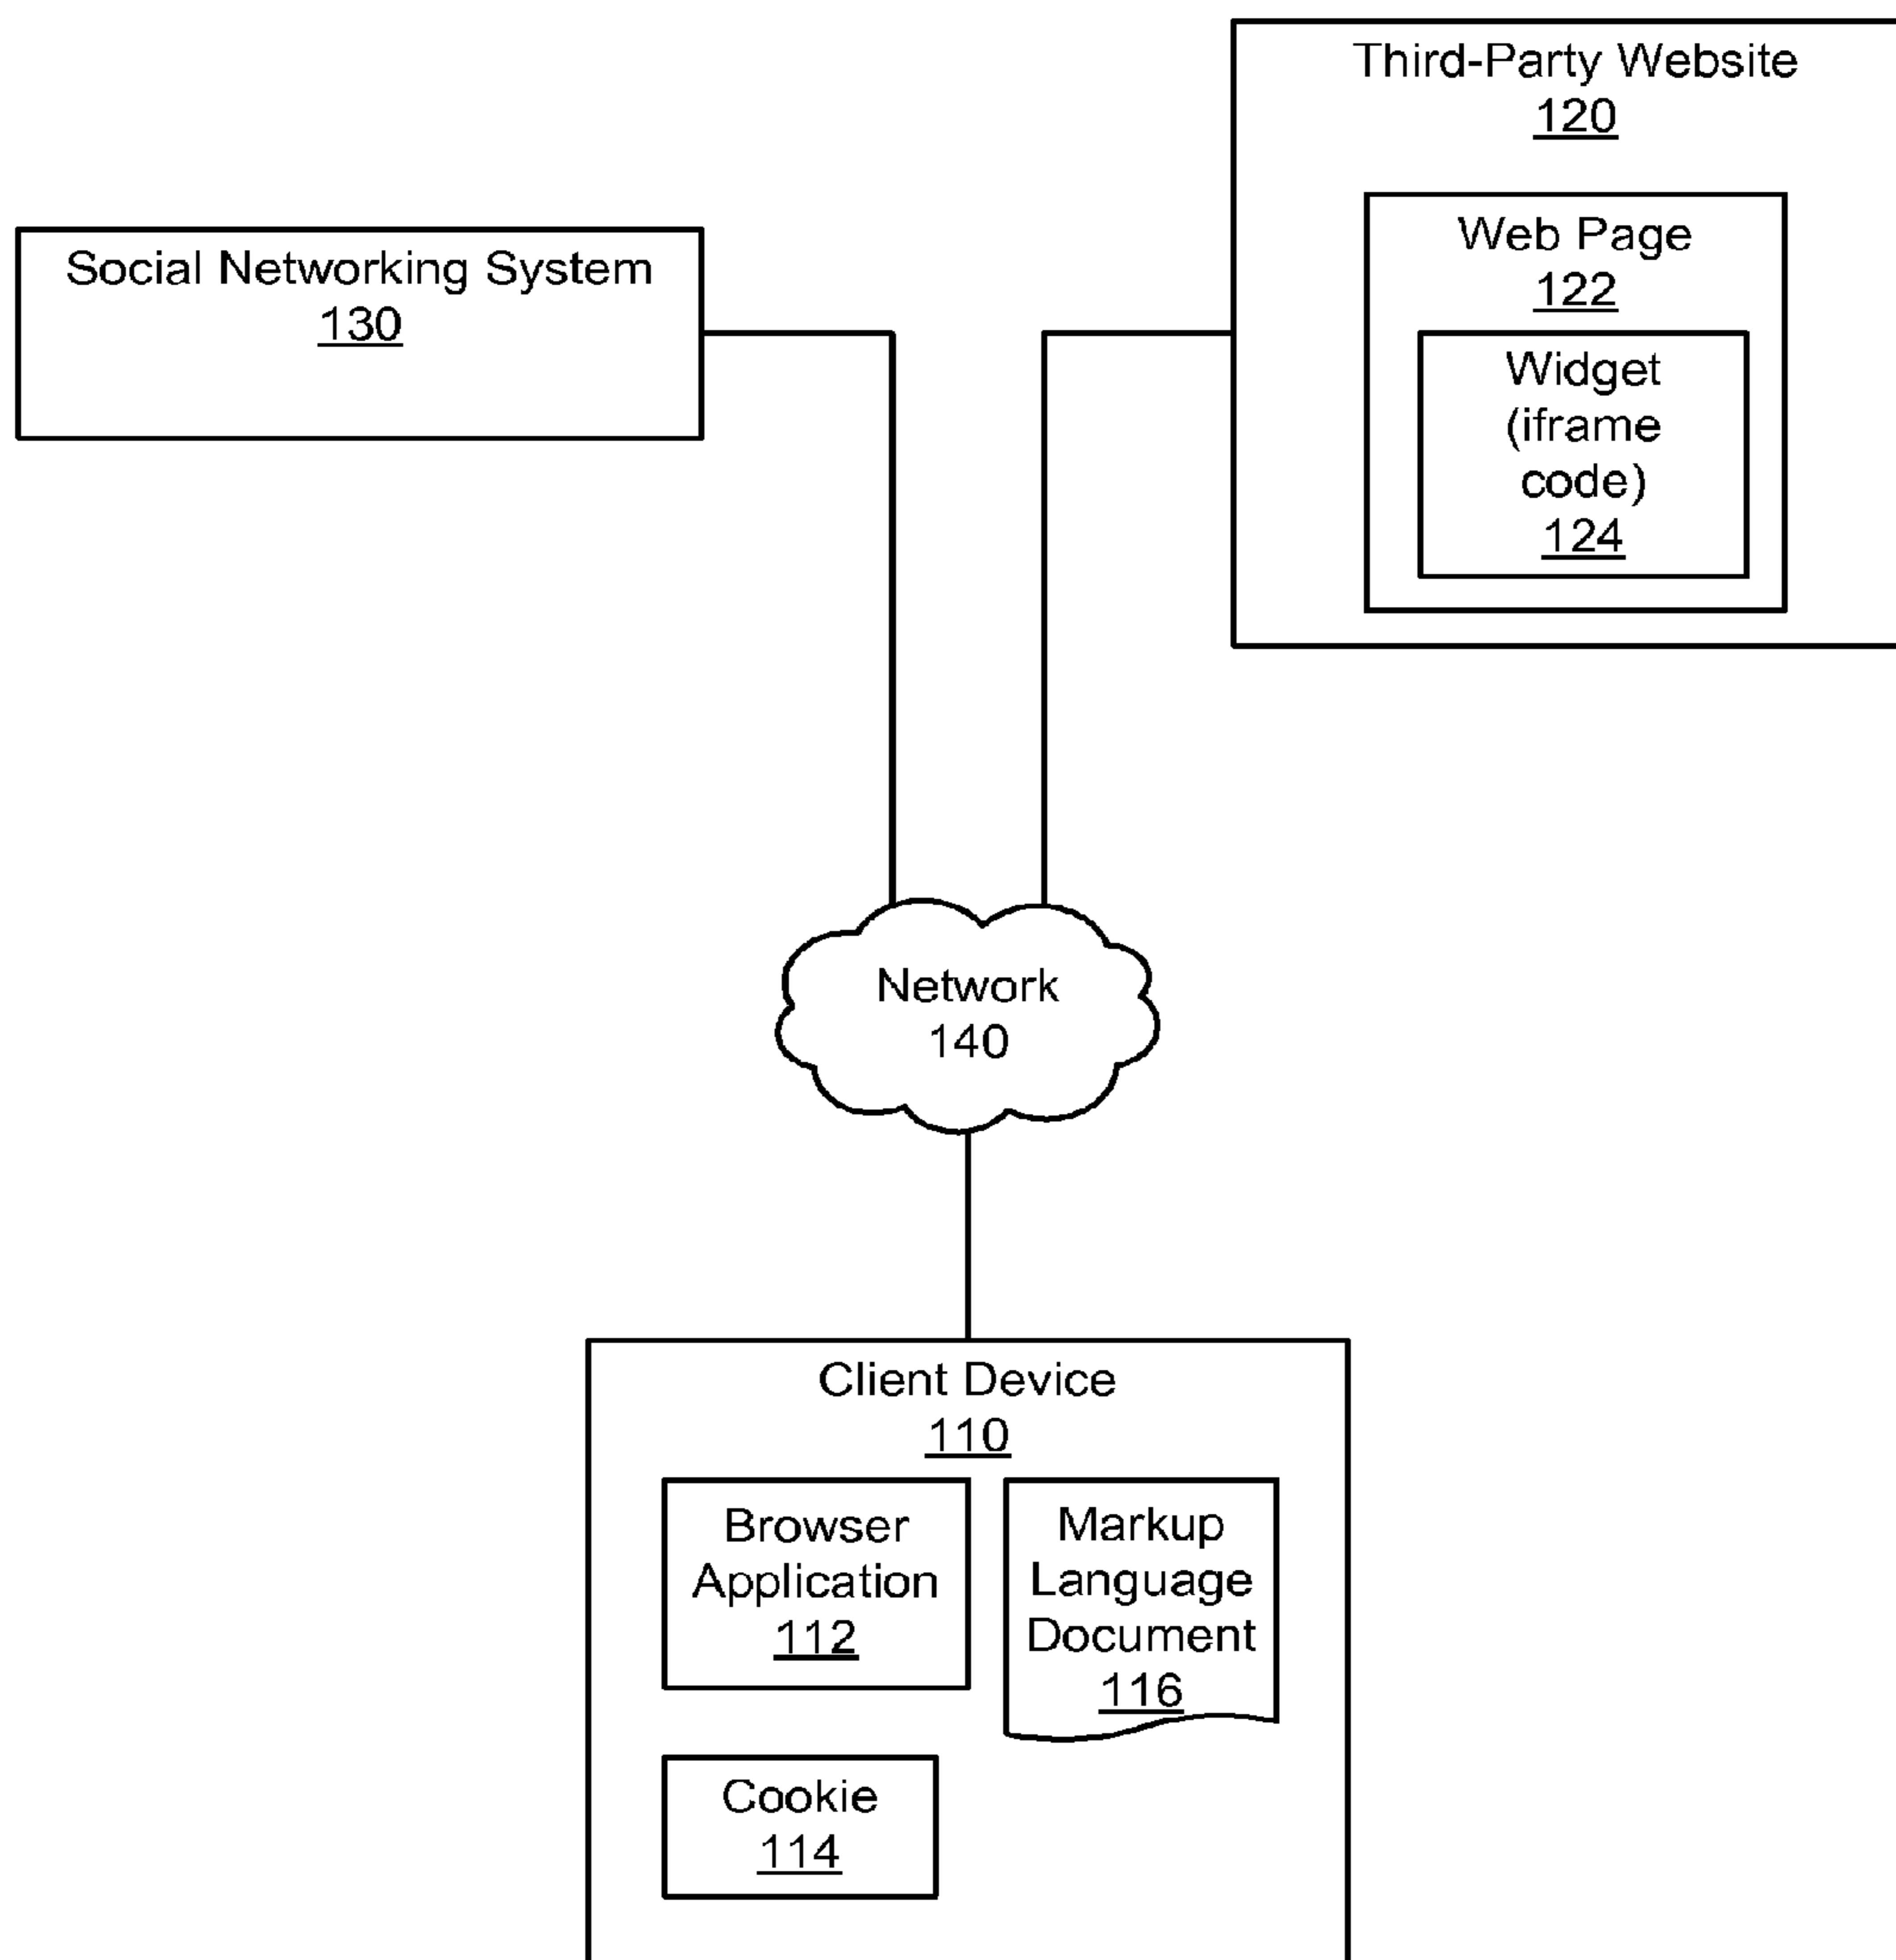 Third-Party Website
120
Web Page
122
Widget
(iframe
code)
124
Social Networking System
130
Network
140
Client Device
110
Browser
Application
112
Markup
Language
Document
116
Cookie
114